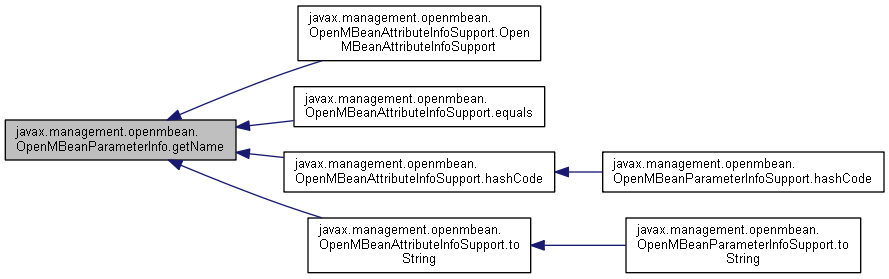 javax.management.openmbean.
OpenMBeanAttributeInfoSupport.Open
MBeanAttributeInfoSupport
javax.management.openmbean.
OpenMBeanAttributeInfoSupport.equals
javax.management.openmbean.
OpenMBeanParameterInfo.getName
javax.management.openmbean.
OpenMBeanAttributeInfoSupport.hashCode
javax.management.openmbean.
OpenMBeanParameterInfoSupport.hashCode
javax.management.openmbean.
OpenMBeanAttributeInfoSupport.to
String
javax.management.openmbean.
OpenMBeanParameterInfoSupport.to
String